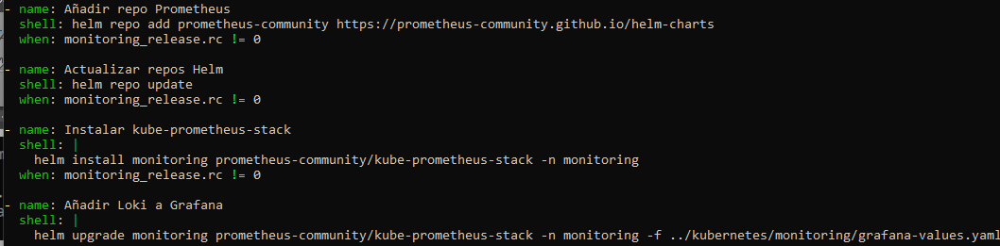 - name: Añadir repo Prometheus
  shell: helm repo add prometheus-community https://prometheus-community.github.io/helm-charts
  when: monitoring_release.rc != 0
- name: Actualizar repos Helm
  shell: helm repo update
  when: monitoring_release.rc != 0
- name: Instalar kube-prometheus-stack
  shell: |
    helm install monitoring prometheus-community/kube-prometheus-stack -n monitoring
  when: monitoring_release.rc != 0
- name: Añadir Loki a Grafana
  shell: |
    helm upgrade monitoring prometheus-community/kube-prometheus-stack -n monitoring -f ../kubernetes/monitoring/grafana-values.yaml